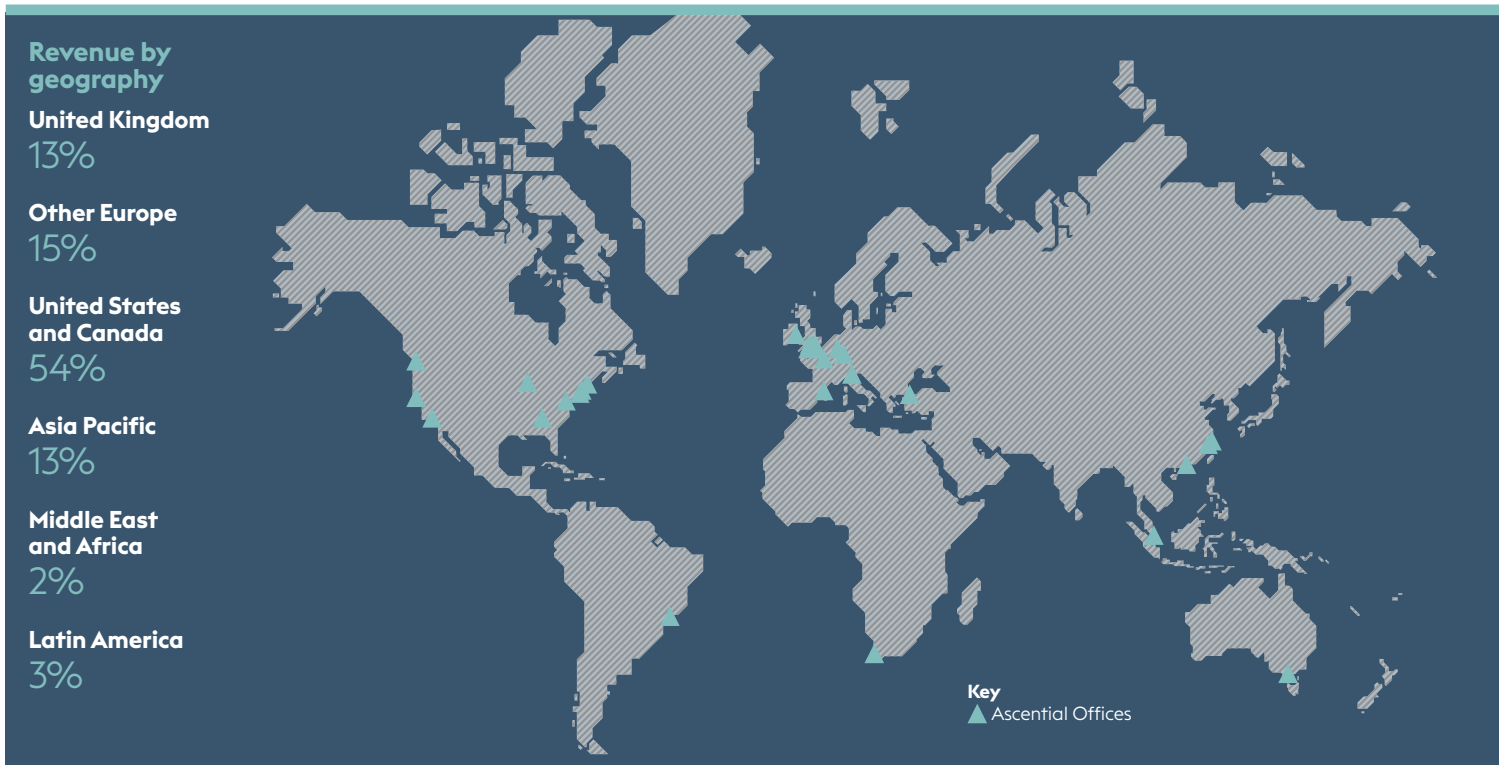 Revenue by
geography
United Kingdom
13%
Other Europe
15%
United States
and Canada
54%
Asia Pacific
13%
Middle East
and Africa
2%
Latin America
3%
Key
Ascential Offices